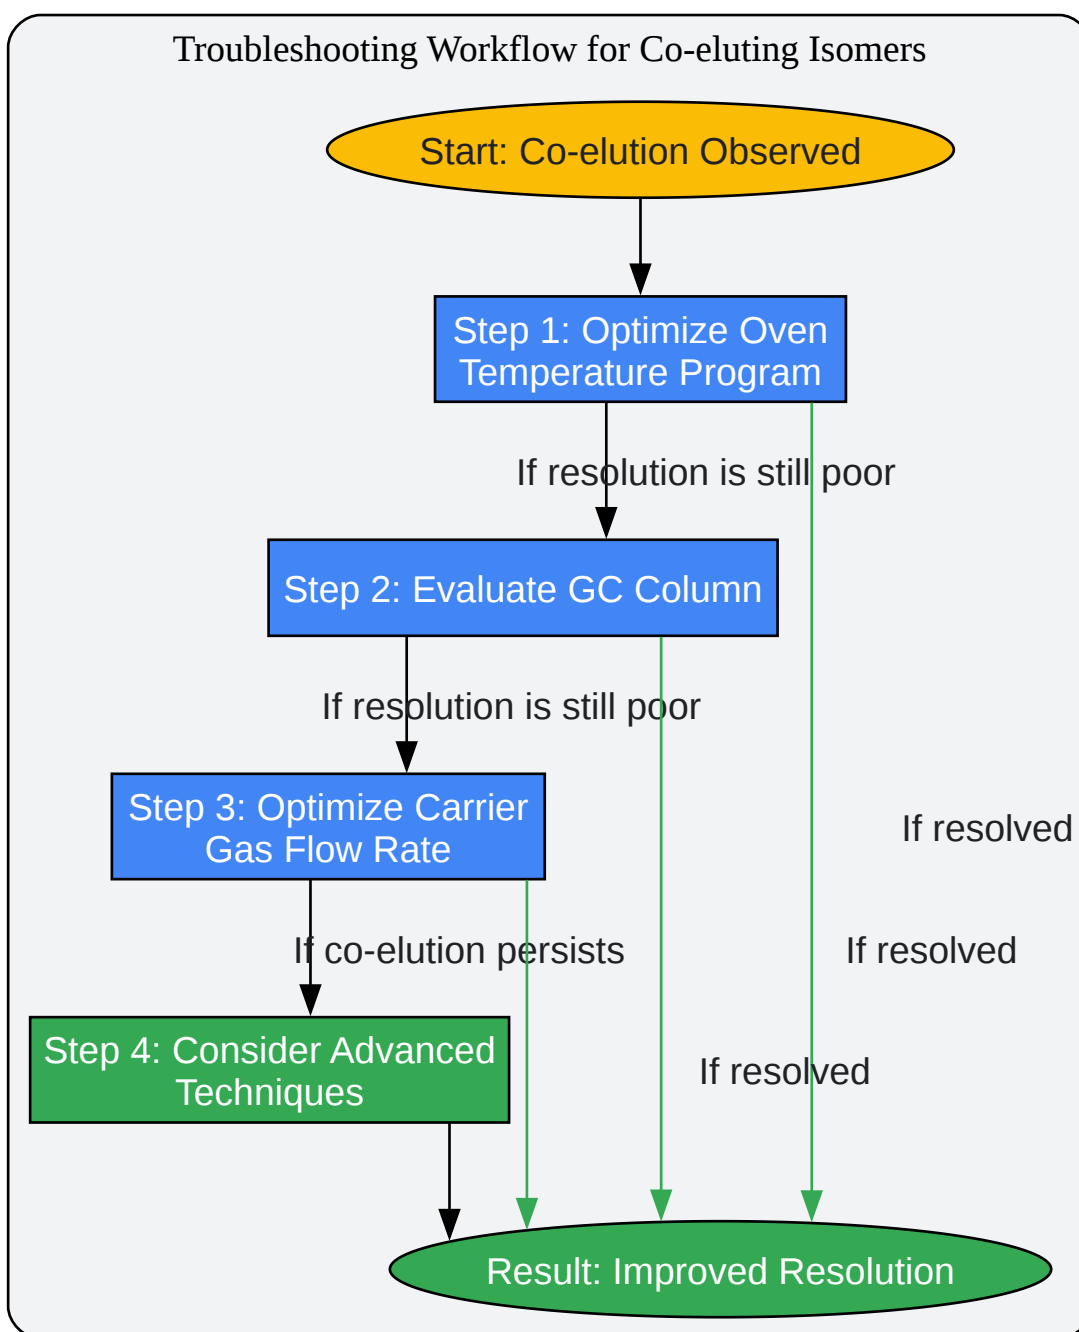 Troubleshooting Workflow for Co-eluting Isomers
Start: Co-elution Observed
Step 1: Optimize Oven
Temperature Program
If resolution is still poor
Step 2: Evaluate GC Column
If resolution is still poor
Step 3: Optimize Carrier
Gas Flow Rate
If resolved
If co-elution persists
If resolved
Step 4: Consider Advanced
Techniques
If resolved
Result: Improved Resolution